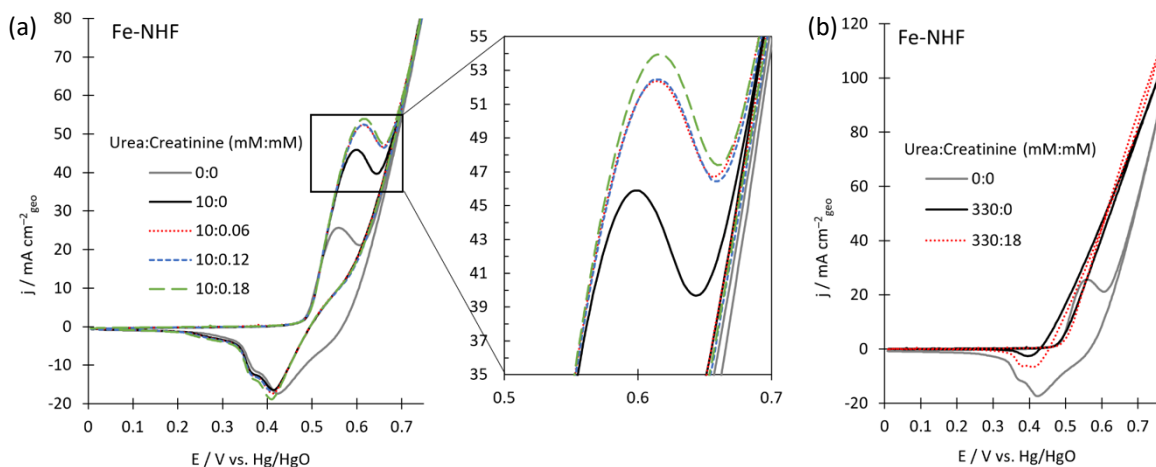 (a)
Fe-NHF
j / mA cm⁻²geo
80
70
60
50
40
30
20
10
0
-10
-20
Urea:Creatinine (mM:mM)
0:0
10:0
10:0.06
10:0.12
10:0.18
0 0.1 0.2 0.3 0.4 0.5 0.6 0.7
E / V vs. Hg/HgO
55
53
51
49
47
45
43
41
39
37
35
0.5 0.6 0.7
(b)
Fe-NHF
j / mA cm⁻²geo
120
100
80
60
40
20
0
-20
Urea:Creatinine (mM:mM)
0:0
330:0
330:18
0 0.1 0.2 0.3 0.4 0.5 0.6 0.7
E / V vs. Hg/HgO